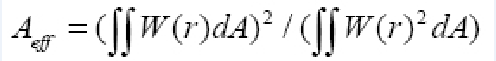 A_eff = (∬W(r)dA)² / (∬W(r)² dA)